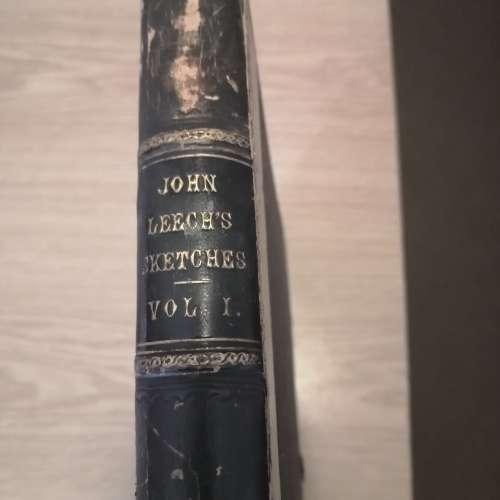 JOHN
LEECH'S
SKETCHES
VOL. I.